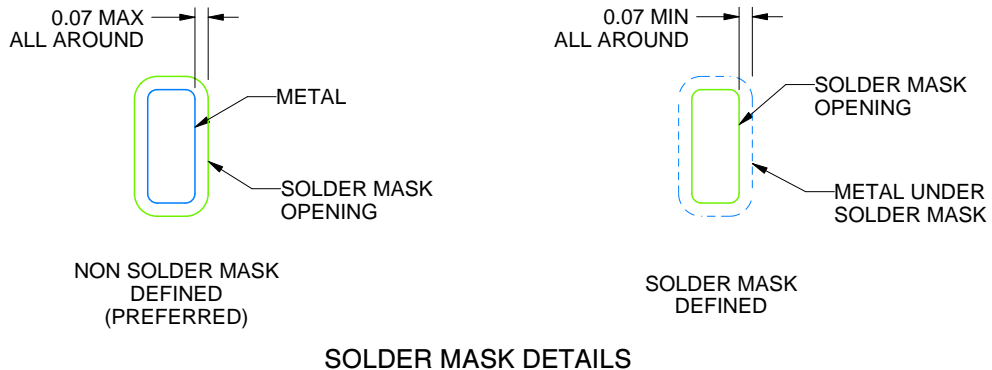 0.07 MAX
ALL AROUND
METAL
SOLDER MASK
OPENING
NON SOLDER MASK
DEFINED
(PREFERRED)
0.07 MIN
ALL AROUND
SOLDER MASK
OPENING
METAL UNDER
SOLDER MASK
SOLDER MASK
DEFINED
SOLDER MASK DETAILS